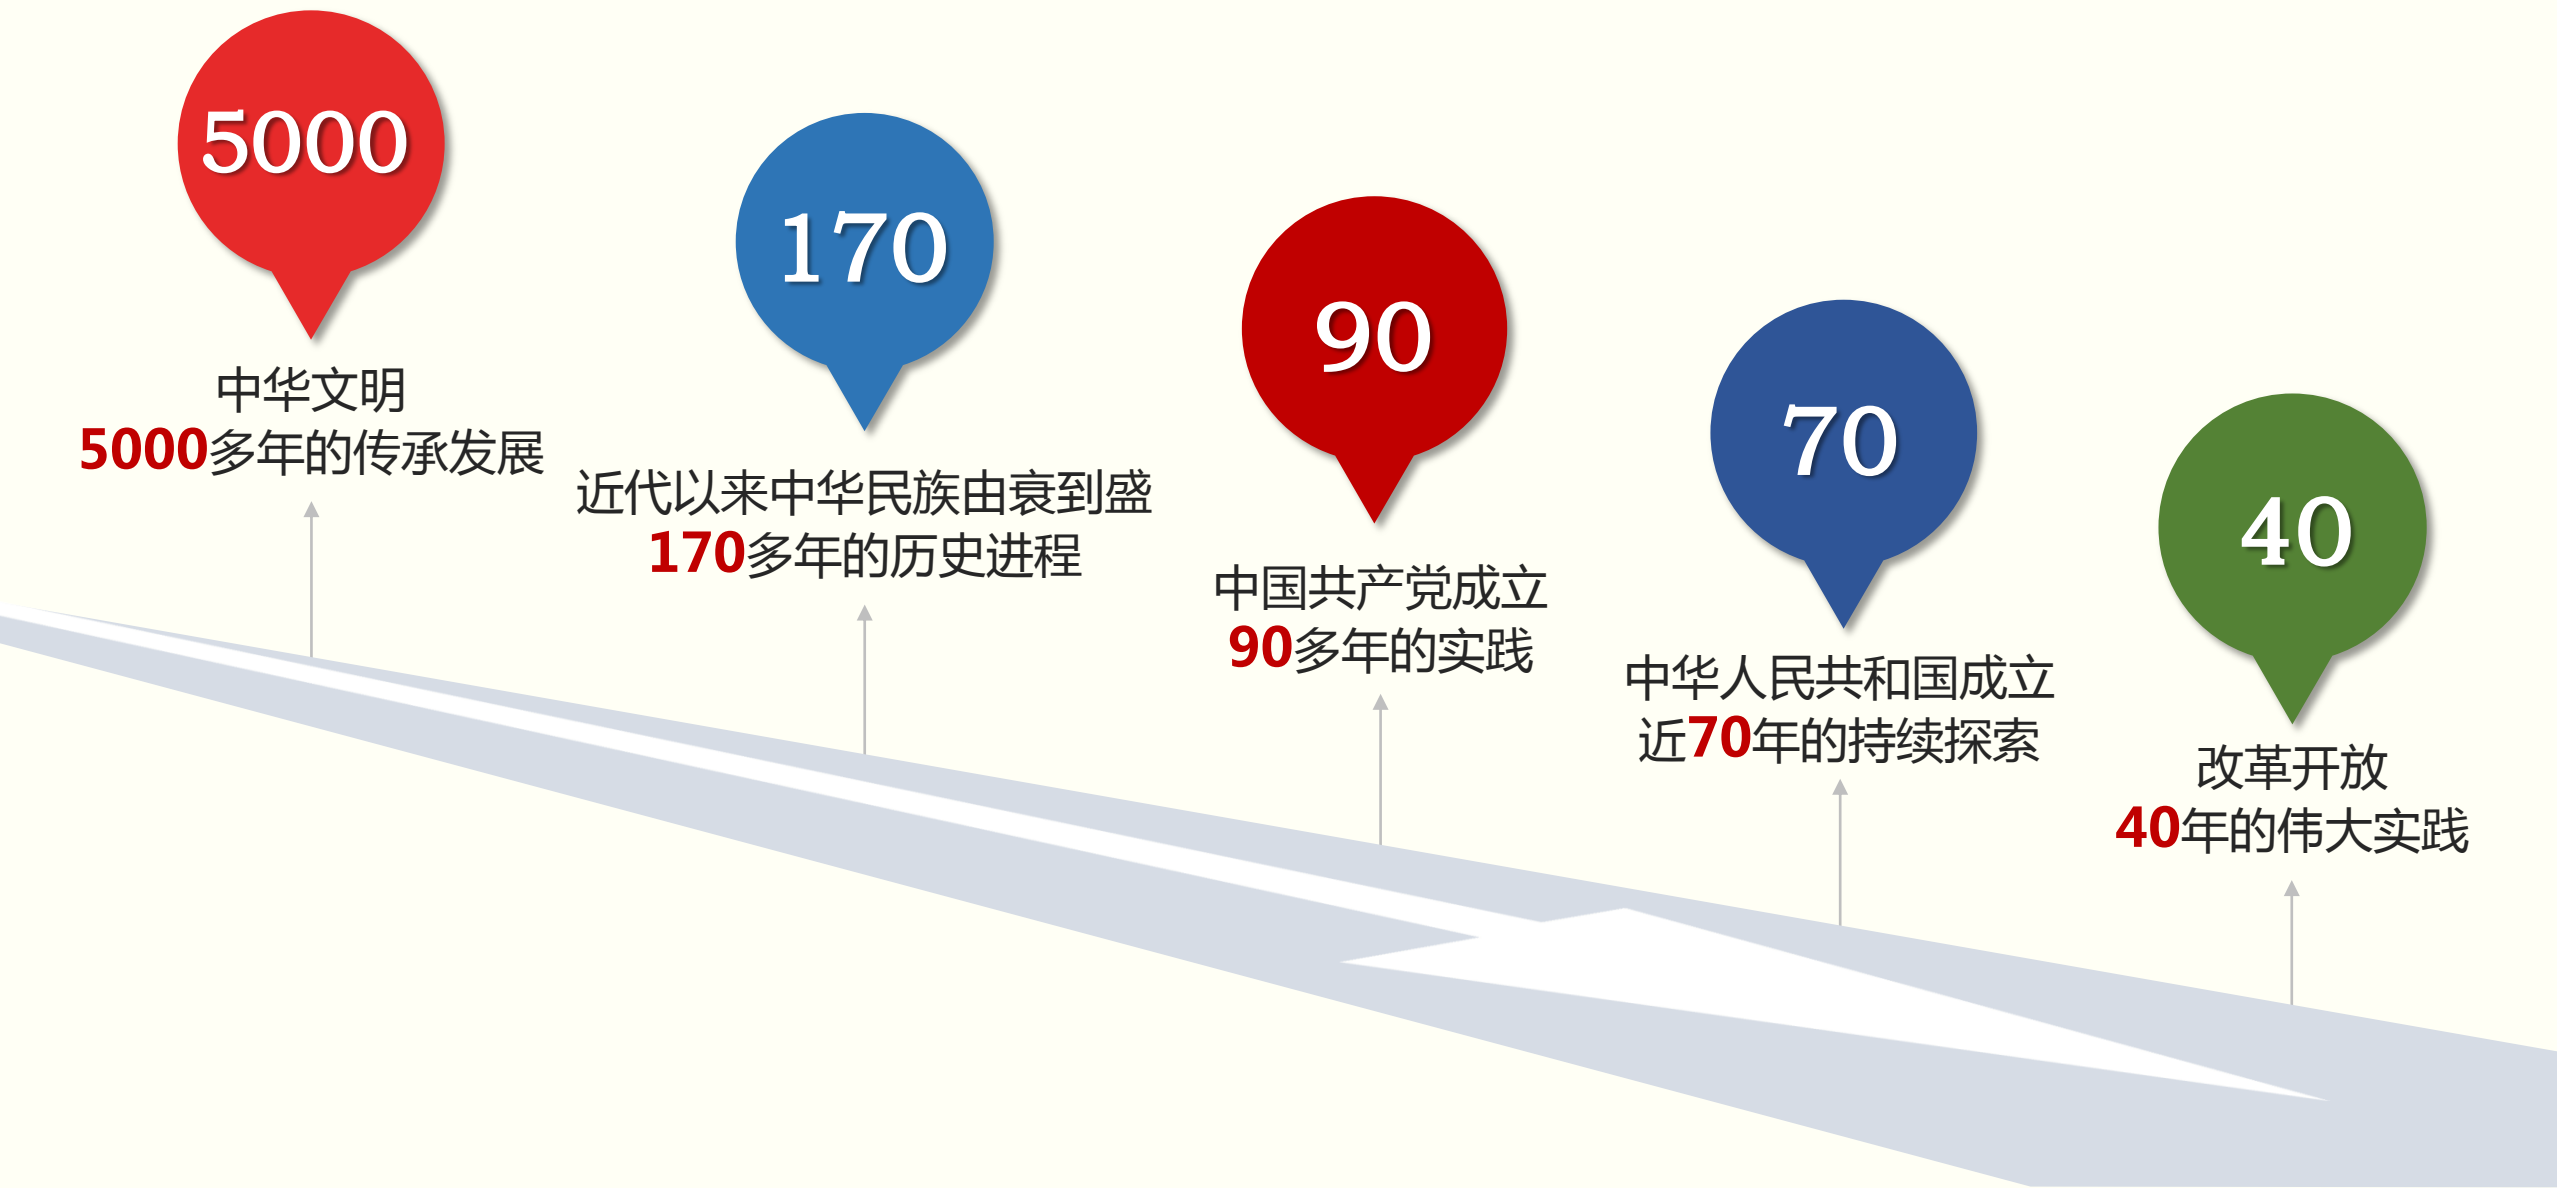 5000
中华文明
5000多年的传承发展
170
近代以来中华民族由衰到盛
170多年的历史进程
90
中国共产党成立
90多年的实践
70
中华人民共和国成立
近70年的持续探索
40
改革开放
40年的伟大实践